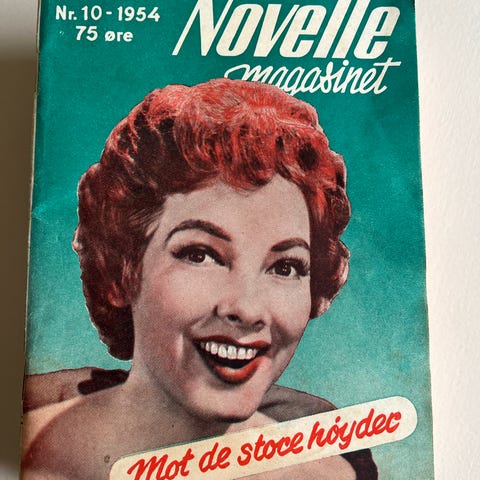 Nr. 10 - 1954
75 øre
Novelle
magasinet
Mot de store høyder